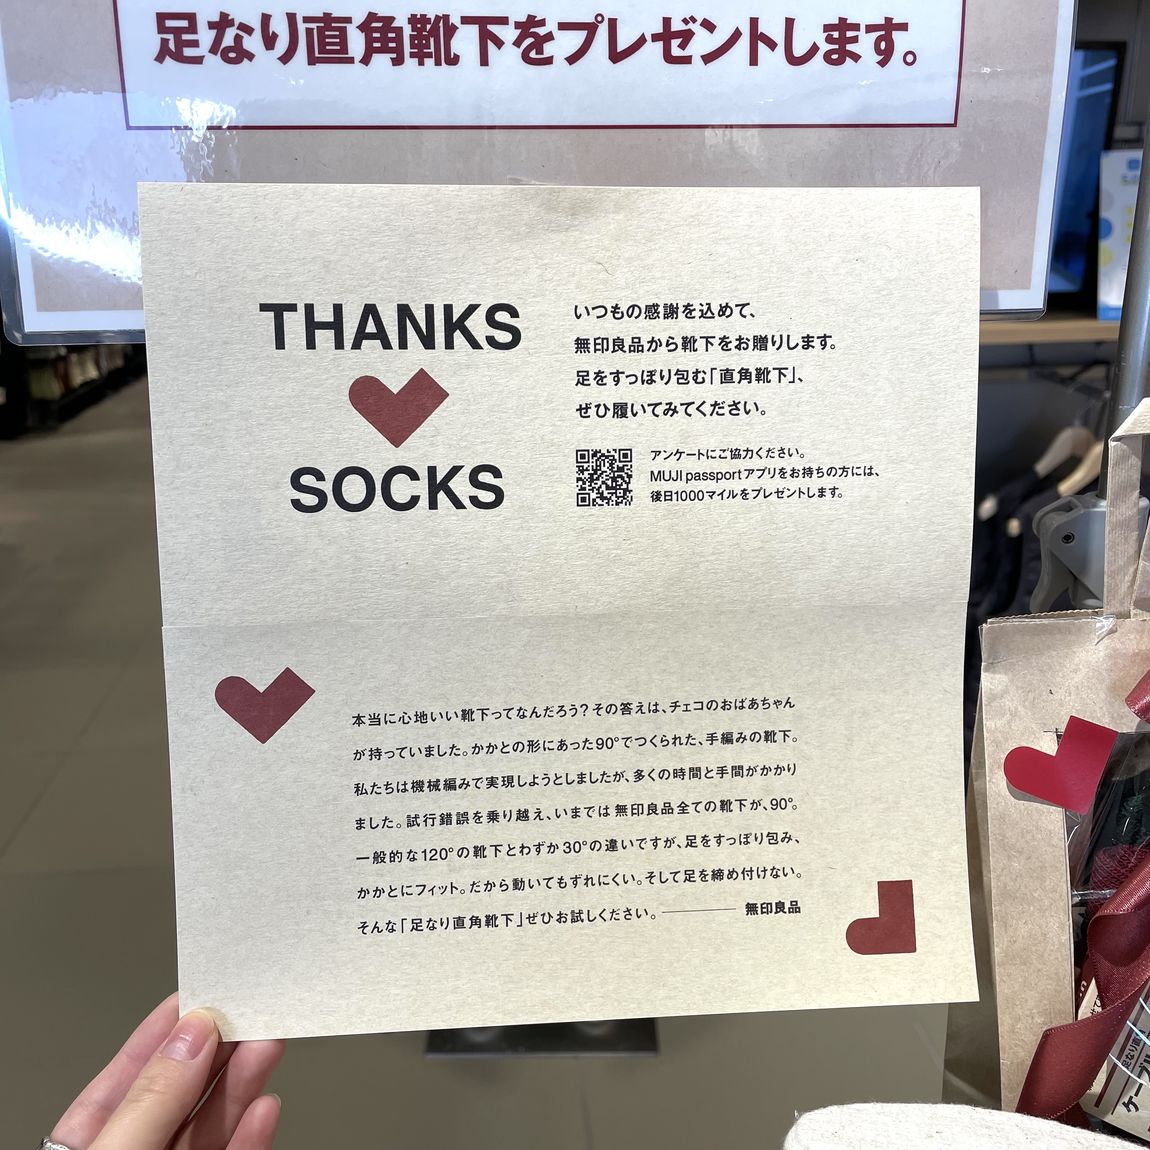 足なり直角靴下をプレゼントします。
THANKS
SOCKS
いつもの感謝を込めて、
無印良品から靴下をお贈りします。
足をすっぽり包む「直角靴下」、
ぜひ履いてみてください。
アンケートにご協力ください。
MUJI passportアプリをお持ちの方には、
後日1000マイルをプレゼントします。
本当に心地いい靴下ってなんだろう？その答えは、チェコのおばあちゃん
が持っていました。かかとの形にあった90°でつくられた、手編みの靴下。
私たちは機械編みで実現しようとしましたが、多くの時間と手間がかかり
ました。試行錯誤を乗り越え、いまでは無印良品全ての靴下が、90°。
一般的な120°の靴下とわずか30°の違いですが、足をすっぽり包み、
かかとにフィット。だから動いてもずれにくい。そして足を締め付けない。
そんな「足なり直角靴下」ぜひお試しください。 ―― 無印良品
足なり直
ケーブル